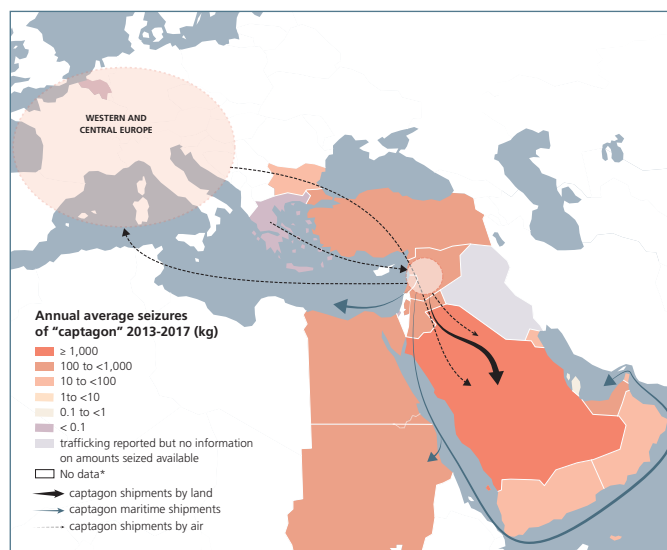 WESTERN AND
CENTRAL EUROPE
Annual average seizures
of “captagon” 2013-2017 (kg)
≥ 1,000
100 to <1,000
10 to <100
1to <10
0.1 to <1
< 0.1
trafficking reported but no information
on amounts seized available
No data*
captagon shipments by land
captagon maritime shipments
captagon shipments by air